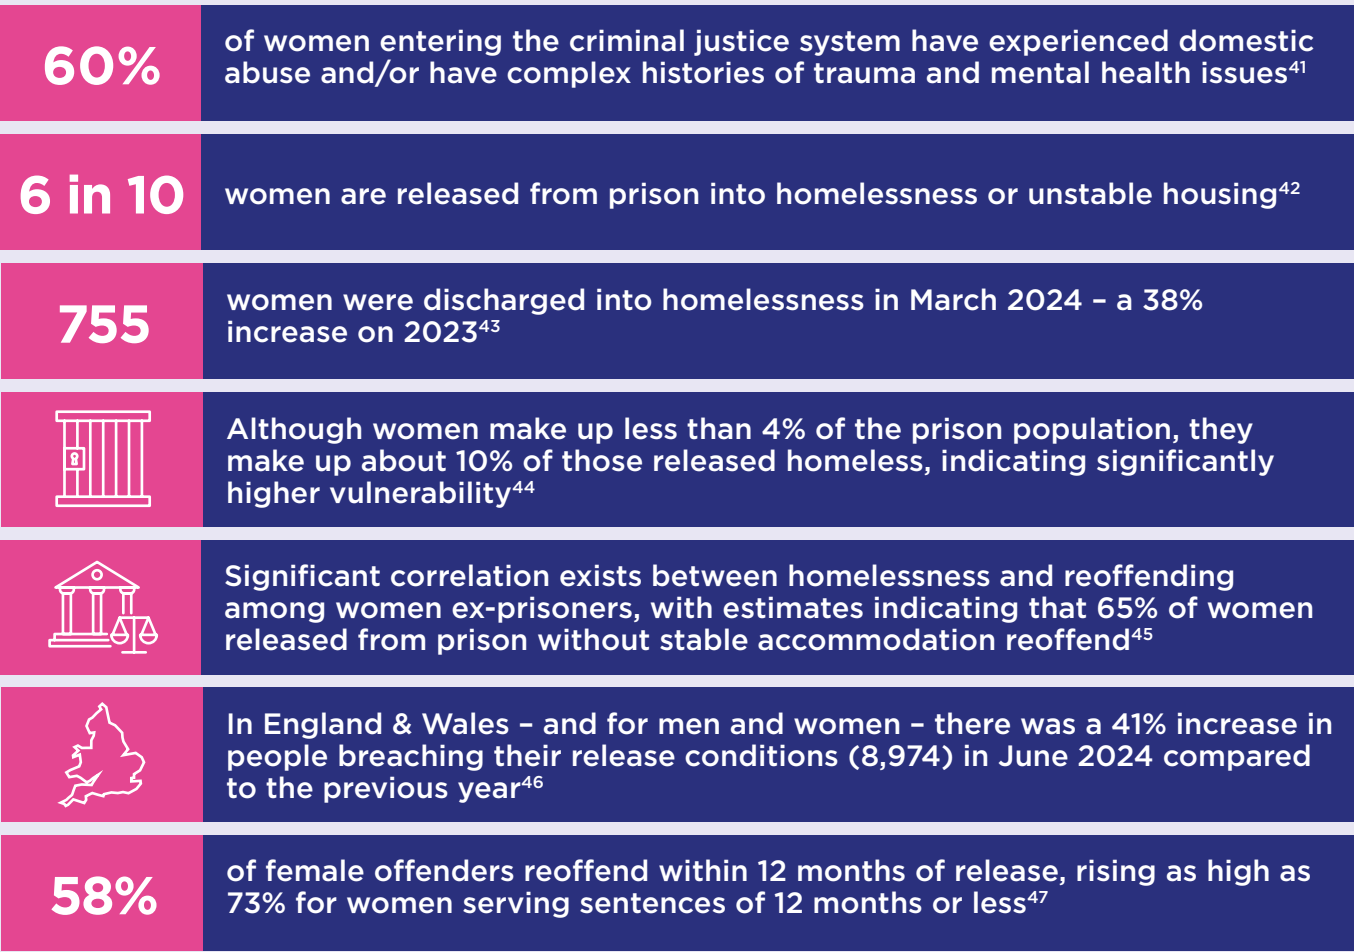 60%
of women entering the criminal justice system have experienced domestic
abuse and/or have complex histories of trauma and mental health issues⁴¹
6 in 10
women are released from prison into homelessness or unstable housing⁴²
755
women were discharged into homelessness in March 2024 – a 38%
increase on 2023⁴³
Although women make up less than 4% of the prison population, they
make up about 10% of those released homeless, indicating significantly
higher vulnerability⁴⁴
Significant correlation exists between homelessness and reoffending
among women ex-prisoners, with estimates indicating that 65% of women
released from prison without stable accommodation reoffend⁴⁵
In England & Wales – and for men and women – there was a 41% increase in
people breaching their release conditions (8,974) in June 2024 compared
to the previous year⁴⁶
58%
of female offenders reoffend within 12 months of release, rising as high as
73% for women serving sentences of 12 months or less⁴⁷